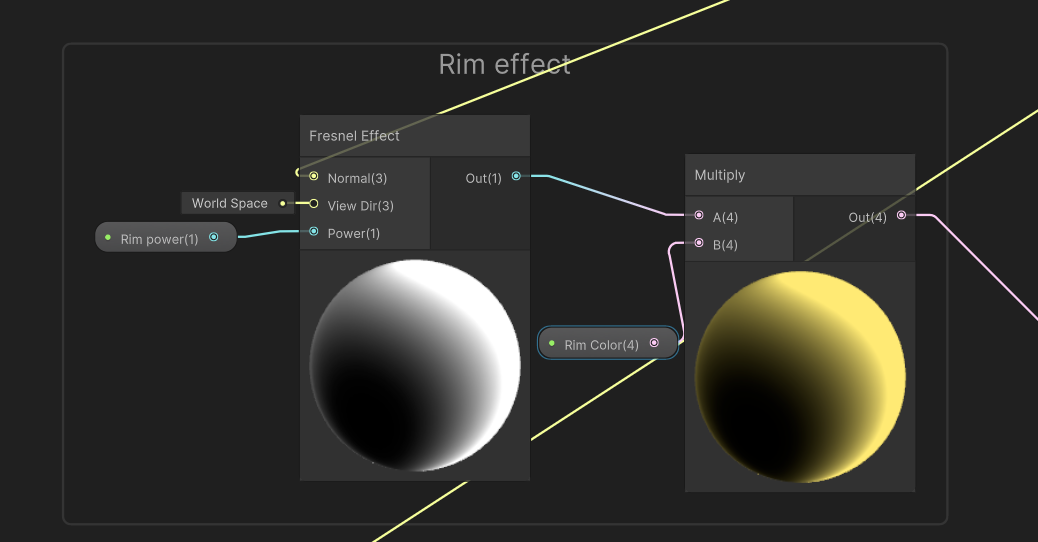 Rim effect
Fresnel Effect
Normal(3)
Out(1)
World Space
View Dir(3)
Rim power(1)
Power(1)
Multiply
A(4)
Out(4)
B(4)
Rim Color(4)